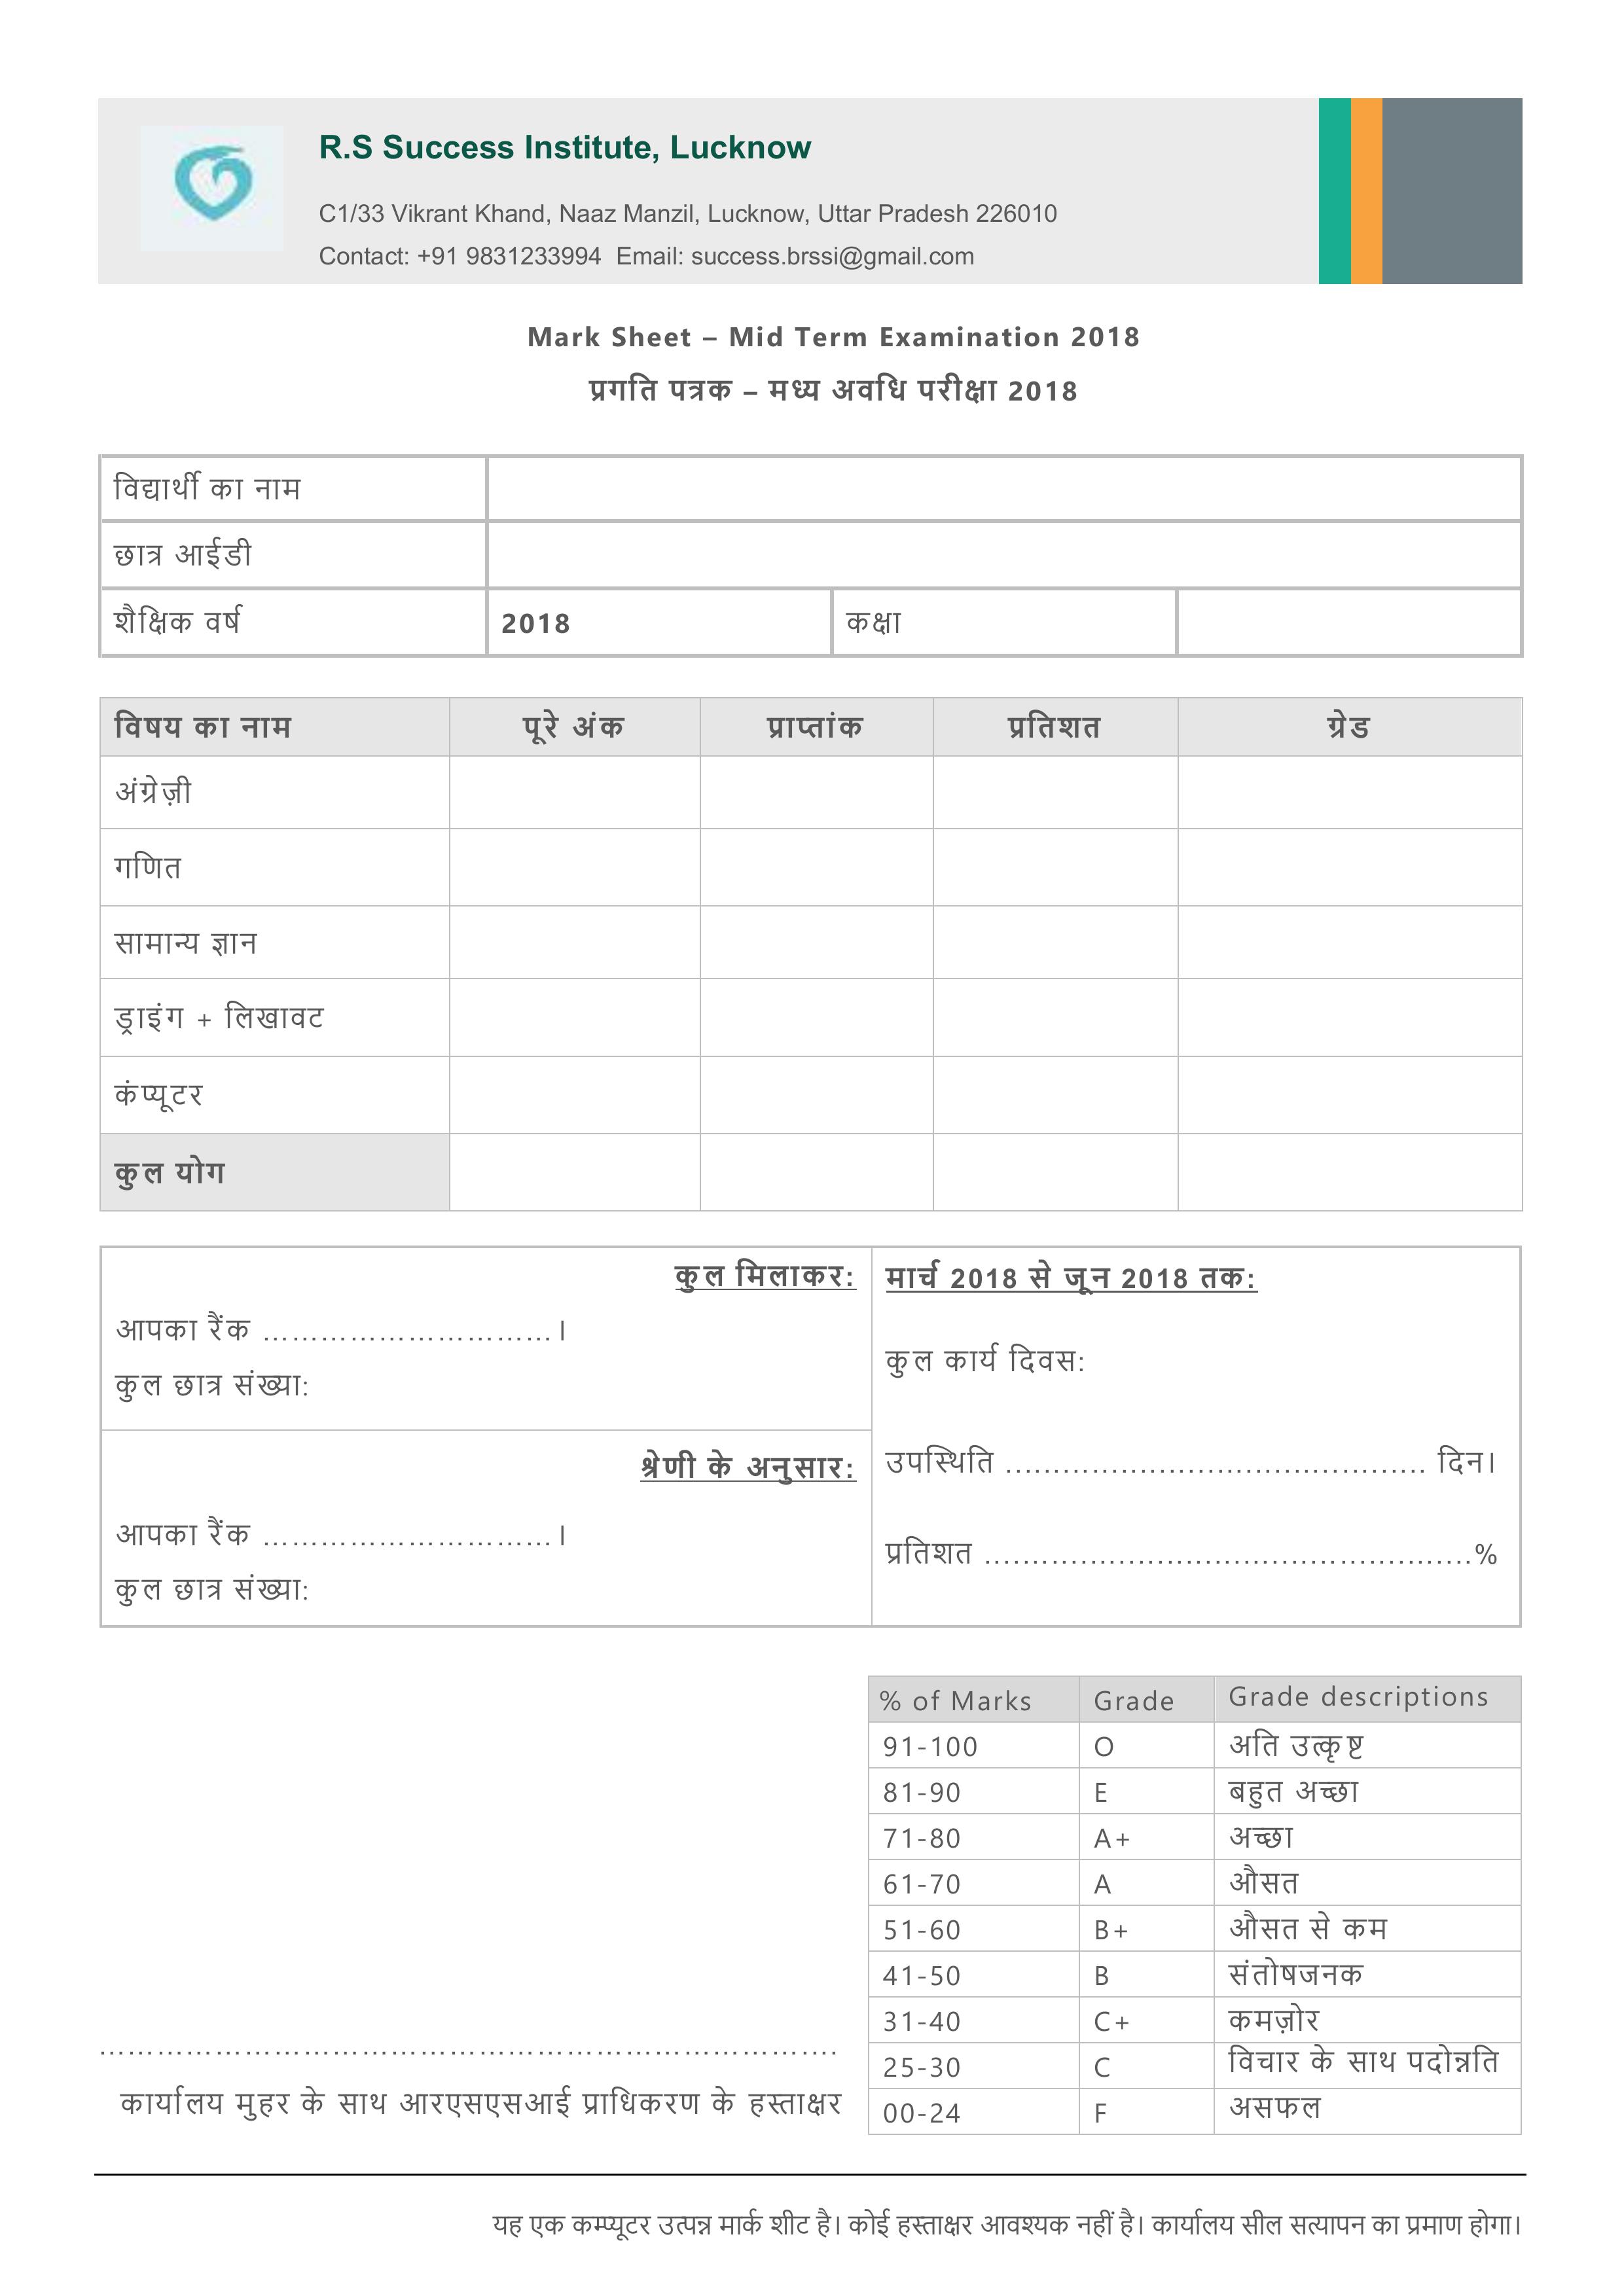 R.S Success Institute, Lucknow
C1/33 Vikrant Khand, Naaz Manzil, Lucknow, Uttar Pradesh 226010
Contact: +91 9831233994 Email: success.brssi@gmail.com
Mark Sheet – Mid Term Examination 2018
प्रगति पत्रक – मध्य अवधि परीक्षा 2018
विद्यार्थी का नाम
छात्र आईडी
शैक्षिक वर्ष 2018 कक्षा
विषय का नाम पूरे अंक प्राप्तांक प्रतिशत ग्रेड
अंग्रेज़ी
गणित
सामान्य ज्ञान
ड्राइंग + लिखावट
कंप्यूटर
कुल योग
कुल मिलाकर:
आपका रैंक ..............................।
कुल छात्र संख्या:
श्रेणी के अनुसार:
आपका रैंक ..............................।
कुल छात्र संख्या:
मार्च 2018 से जून 2018 तक:
कुल कार्य दिवस:
उपस्थिति ............................................ दिन।
प्रतिशत ...................................................%
% of Marks Grade Grade descriptions
91-100 O अति उत्कृष्ट
81-90 E बहुत अच्छा
71-80 A+ अच्छा
61-70 A औसत
51-60 B+ औसत से कम
41-50 B संतोषजनक
31-40 C+ कमज़ोर
25-30 C विचार के साथ पदोन्नति
00-24 F असफल
............................................................................
कार्यालय मुहर के साथ आरएसएसआई प्राधिकरण के हस्ताक्षर
यह एक कम्प्यूटर उत्पन्न मार्क शीट है। कोई हस्ताक्षर आवश्यक नहीं है। कार्यालय सील सत्यापन का प्रमाण होगा।